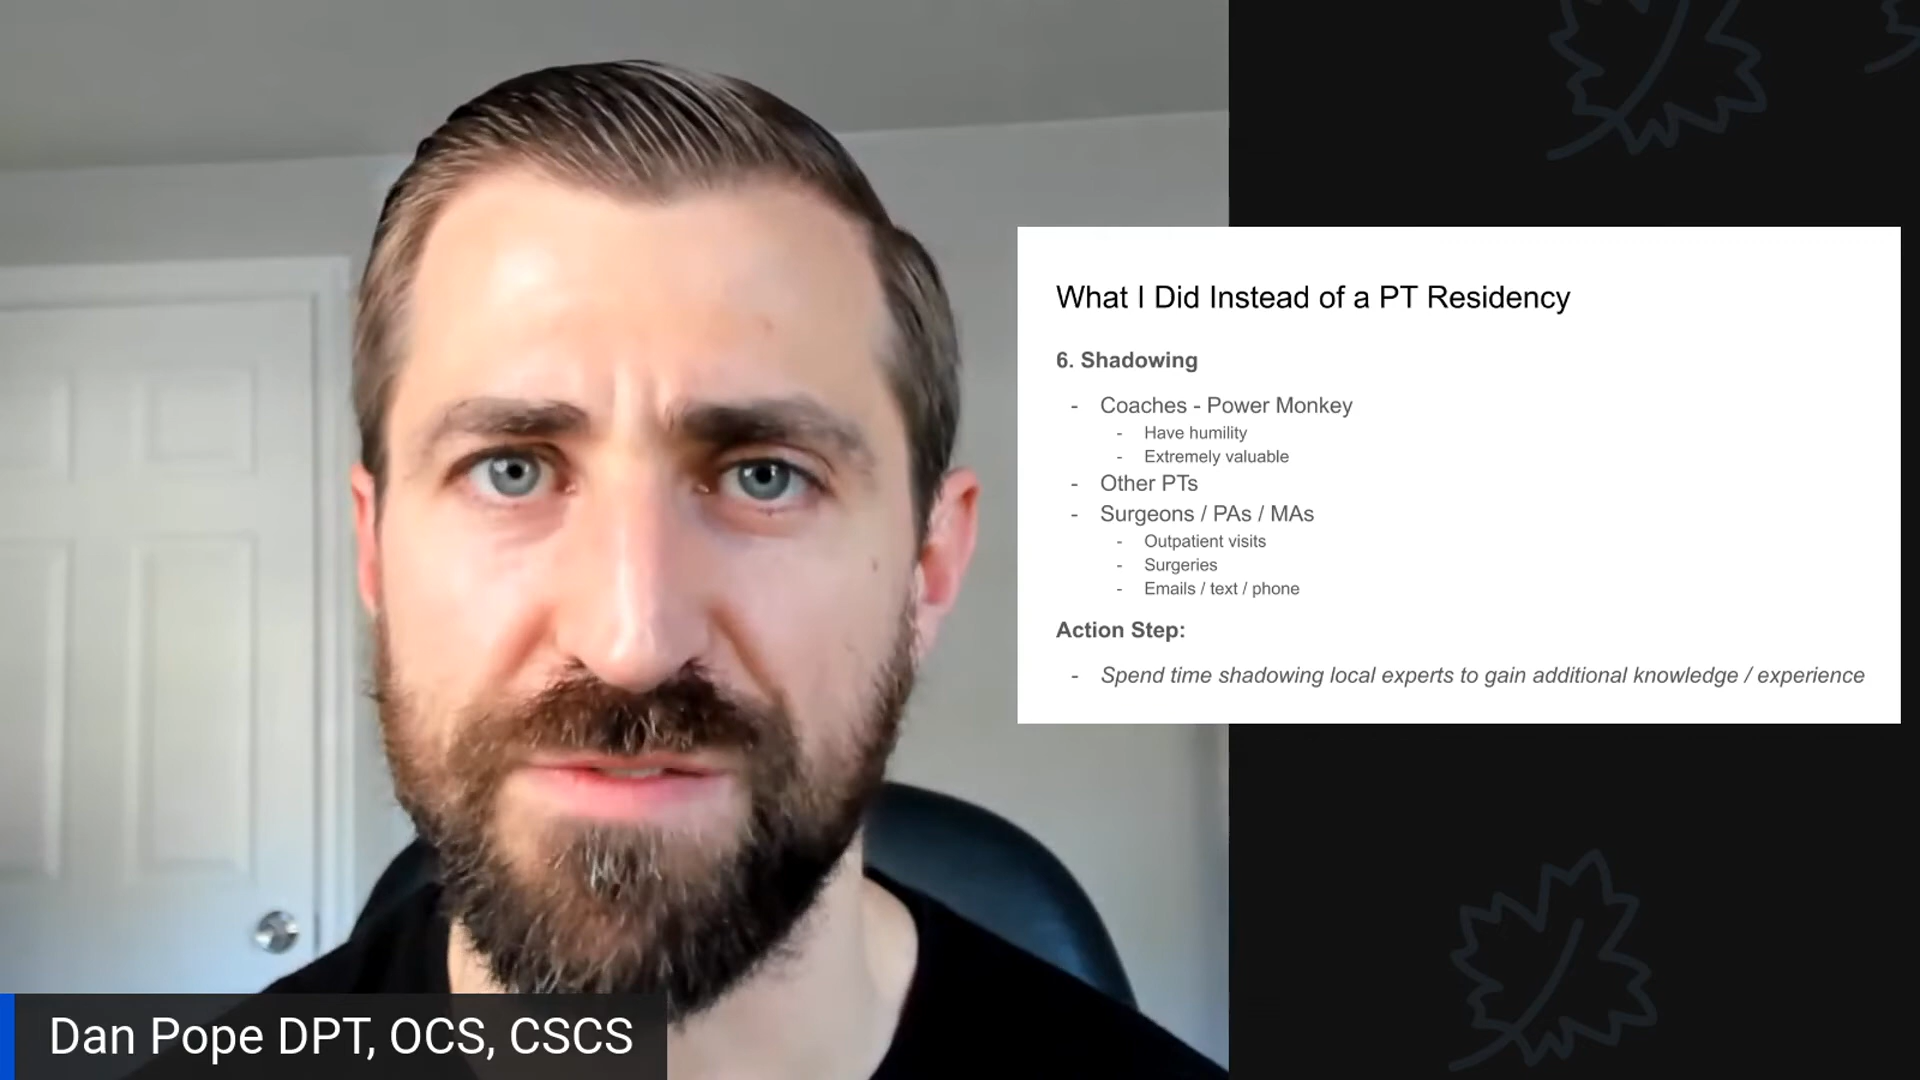 What I Did Instead of a PT Residency
6. Shadowing
- Coaches - Power Monkey
- Have humility
- Extremely valuable
- Other PTs
- Surgeons / PAs / MAs
- Outpatient visits
- Surgeries
- Emails / text / phone
Action Step:
- Spend time shadowing local experts to gain additional knowledge / experience
Dan Pope DPT, OCS, CSCS